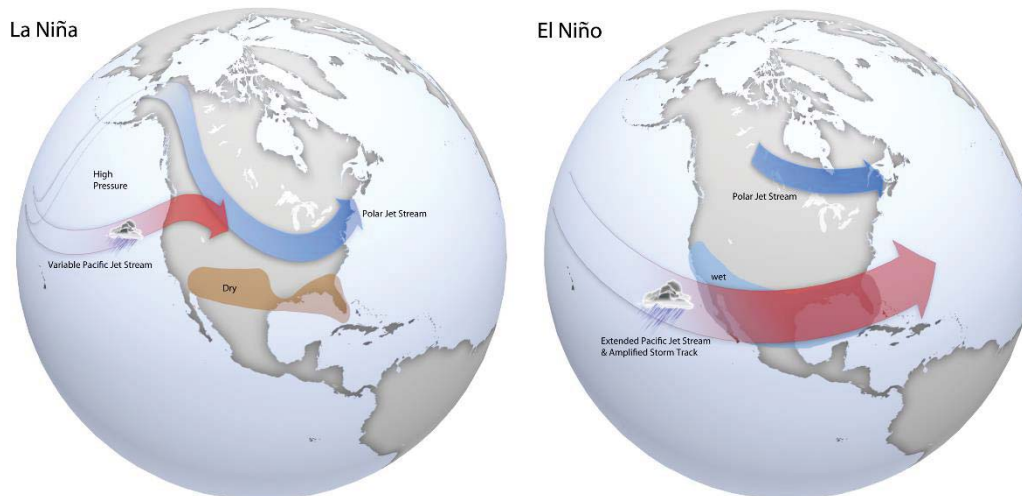 La Niña
High
Pressure
Polar Jet Stream
Variable Pacific Jet Stream
Dry
El Niño
Polar Jet Stream
wet
Extended Pacific Jet Stream
& Amplified Storm Track